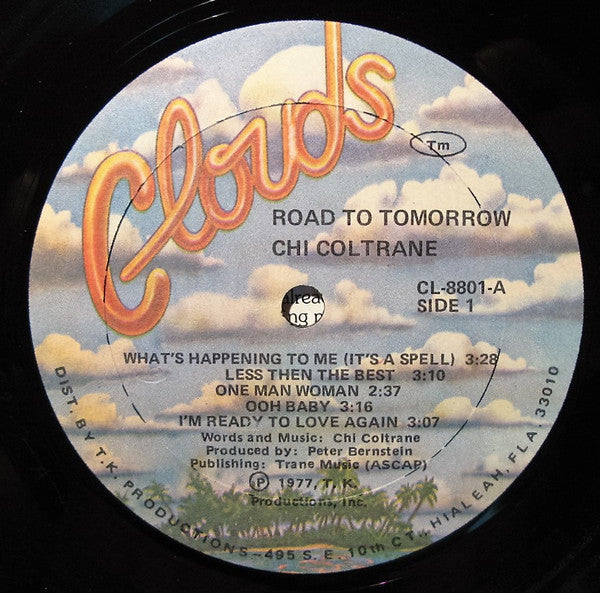 Clouds
Tm
ROAD TO TOMORROW
CHI COLTRANE
CL-8801-A
SIDE 1
WHAT'S HAPPENING TO ME (IT'S A SPELL) 3:28
LESS THEN THE BEST 3:10
ONE MAN WOMAN 2:37
OOH BABY 3:16
I'M READY TO LOVE AGAIN 3:07
Words and Music: Chi Coltrane
Produced by: Peter Bernstein
Publishing: Trane Music (ASCAP)
Ⓟ 1977, T. K.
Productions, Inc.
DIST. BY T.K. PRODUCTIONS-495 S. E. 10th CT., HIALEAH, FLA. 33010